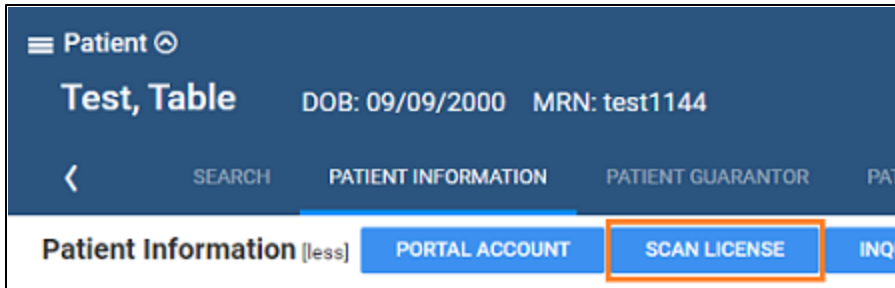 Patient
Test, Table DOB: 09/09/2000 MRN: test1144
SEARCH PATIENT INFORMATION PATIENT GUARANTOR
Patient Information [less] PORTAL ACCOUNT SCAN LICENSE